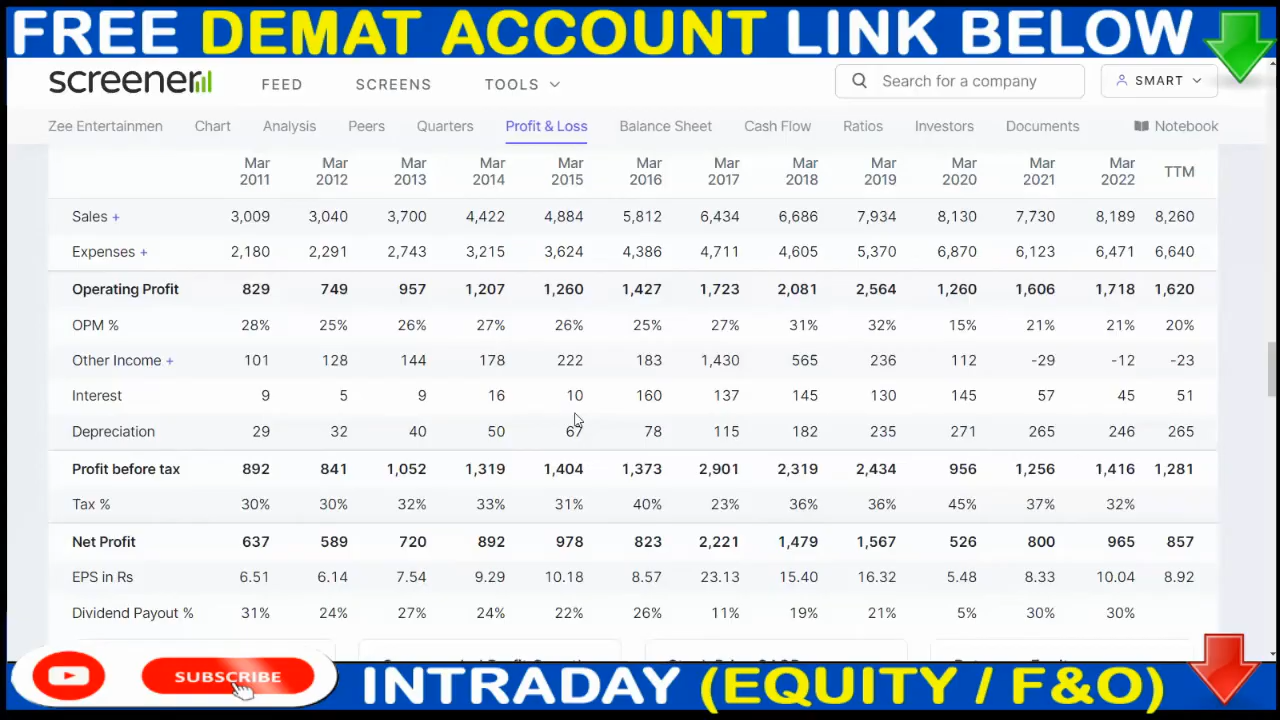 FREE DEMAT ACCOUNT LINK BELOW
screener FEED SCREENS TOOLS Search for a company SMART
Zee Entertainmen Chart Analysis Peers Quarters Profit & Loss Balance Sheet Cash Flow Ratios Investors Documents Notebook
Mar 2011 Mar 2012 Mar 2013 Mar 2014 Mar 2015 Mar 2016 Mar 2017 Mar 2018 Mar 2019 Mar 2020 Mar 2021 Mar 2022 TTM
Sales + 3,009 3,040 3,700 4,422 4,884 5,812 6,434 6,686 7,934 8,130 7,730 8,189 8,260
Expenses + 2,180 2,291 2,743 3,215 3,624 4,386 4,711 4,605 5,370 6,870 6,123 6,471 6,640
Operating Profit 829 749 957 1,207 1,260 1,427 1,723 2,081 2,564 1,260 1,606 1,718 1,620
OPM % 28% 25% 26% 27% 26% 25% 27% 31% 32% 15% 21% 21% 20%
Other Income + 101 128 144 178 222 183 1,430 565 236 112 -29 -12 -23
Interest 9 5 9 16 10 160 137 145 130 145 57 45 51
Depreciation 29 32 40 50 67 78 115 182 235 271 265 246 265
Profit before tax 892 841 1,052 1,319 1,404 1,373 2,901 2,319 2,434 956 1,256 1,416 1,281
Tax % 30% 30% 32% 33% 31% 40% 23% 36% 36% 45% 37% 32%
Net Profit 637 589 720 892 978 823 2,221 1,479 1,567 526 800 965 857
EPS in Rs 6.51 6.14 7.54 9.29 10.18 8.57 23.13 15.40 16.32 5.48 8.33 10.04 8.92
Dividend Payout % 31% 24% 27% 24% 22% 26% 11% 19% 21% 5% 30% 30%
SUBSCRIBE INTRADAY (EQUITY / F&O)